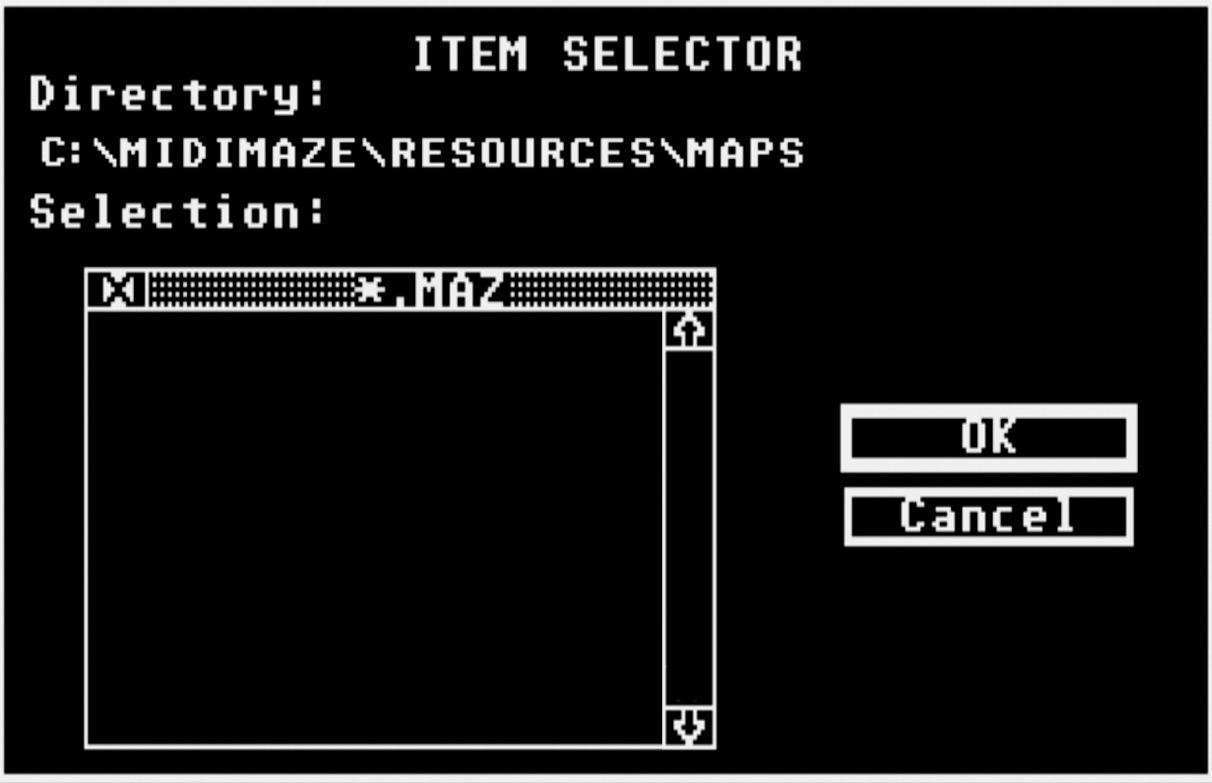 ITEM SELECTOR
Directory:
C:\MIDIMAZE\RESOURCES\MAPS
Selection:
*.MAZ
OK
Cancel